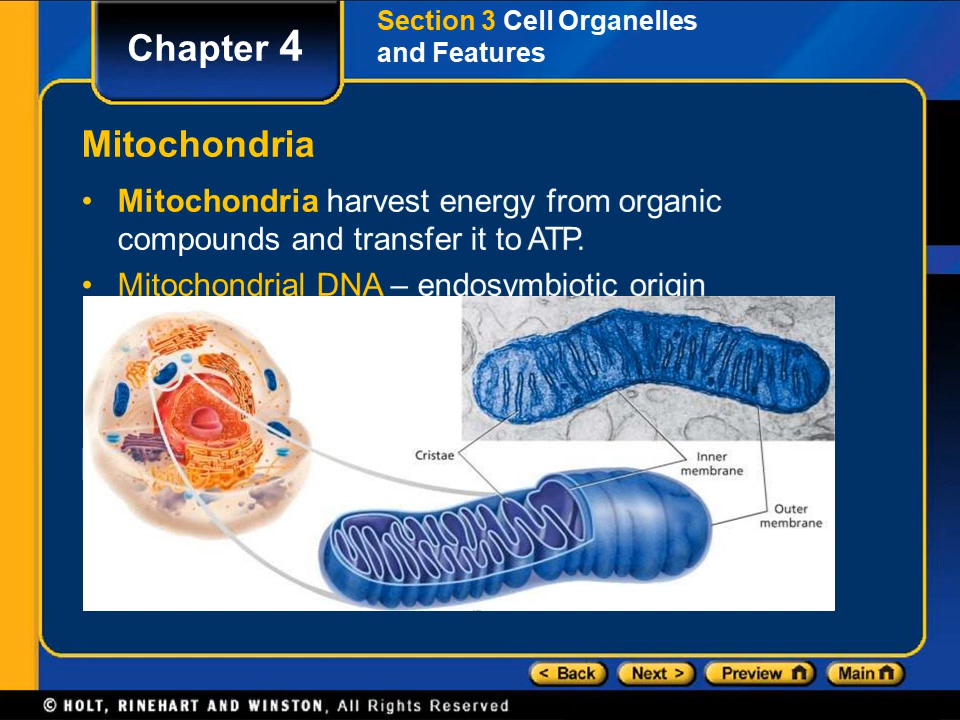 Chapter 4
Section 3 Cell Organelles
and Features
Mitochondria
• Mitochondria harvest energy from organic
compounds and transfer it to ATP.
• Mitochondrial DNA – endosymbiotic origin
Cristae
Inner
membrane
Outer
membrane
< Back
Next >
Preview
Main
© HOLT, RINEHART AND WINSTON, All Rights Reserved